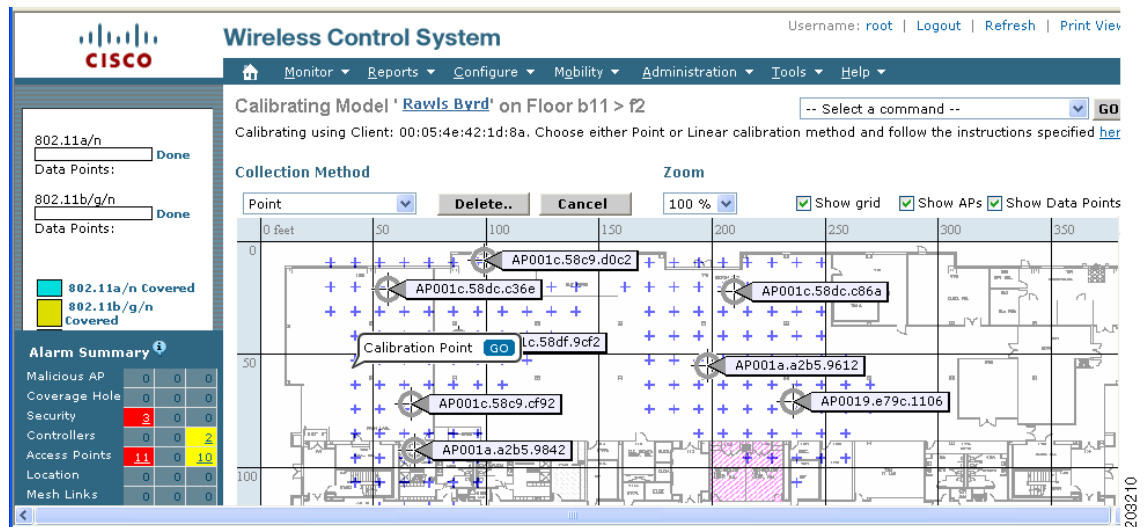 CISCO
Wireless Control System
Username: root | Logout | Refresh | Print View
Monitor Reports Configure Mobility Administration Tools Help
Calibrating Model ' Rawls Byrd' on Floor b11 > f2
-- Select a command -- GO
Calibrating using Client: 00:05:4e:42:1d:8a. Choose either Point or Linear calibration method and follow the instructions specified her
802.11a/n
Done
Data Points:
802.11b/g/n
Done
Data Points:
802.11a/n Covered
802.11b/g/n
Covered
Collection Method
Zoom
Point
Delete..
Cancel
100 %
Show grid
Show APs
Show Data Points
0 feet 50 100 150 200 250 300 350
0
50
100
AP001c.58c9.d0c2
AP001c.58dc.c36e
AP001c.58dc.c86a
Calibration Point GO
1c.58df.9cf2
AP001a.a2b5.9612
AP001c.58c9.cf92
AP0019.e79c.1106
AP001a.a2b5.9842
Alarm Summary
Malicious AP 0 0 0
Coverage Hole 0 0 0
Security 3 0 0
Controllers 0 0 2
Access Points 11 0 10
Location 0 0 0
Mesh Links 0 0 0
203210